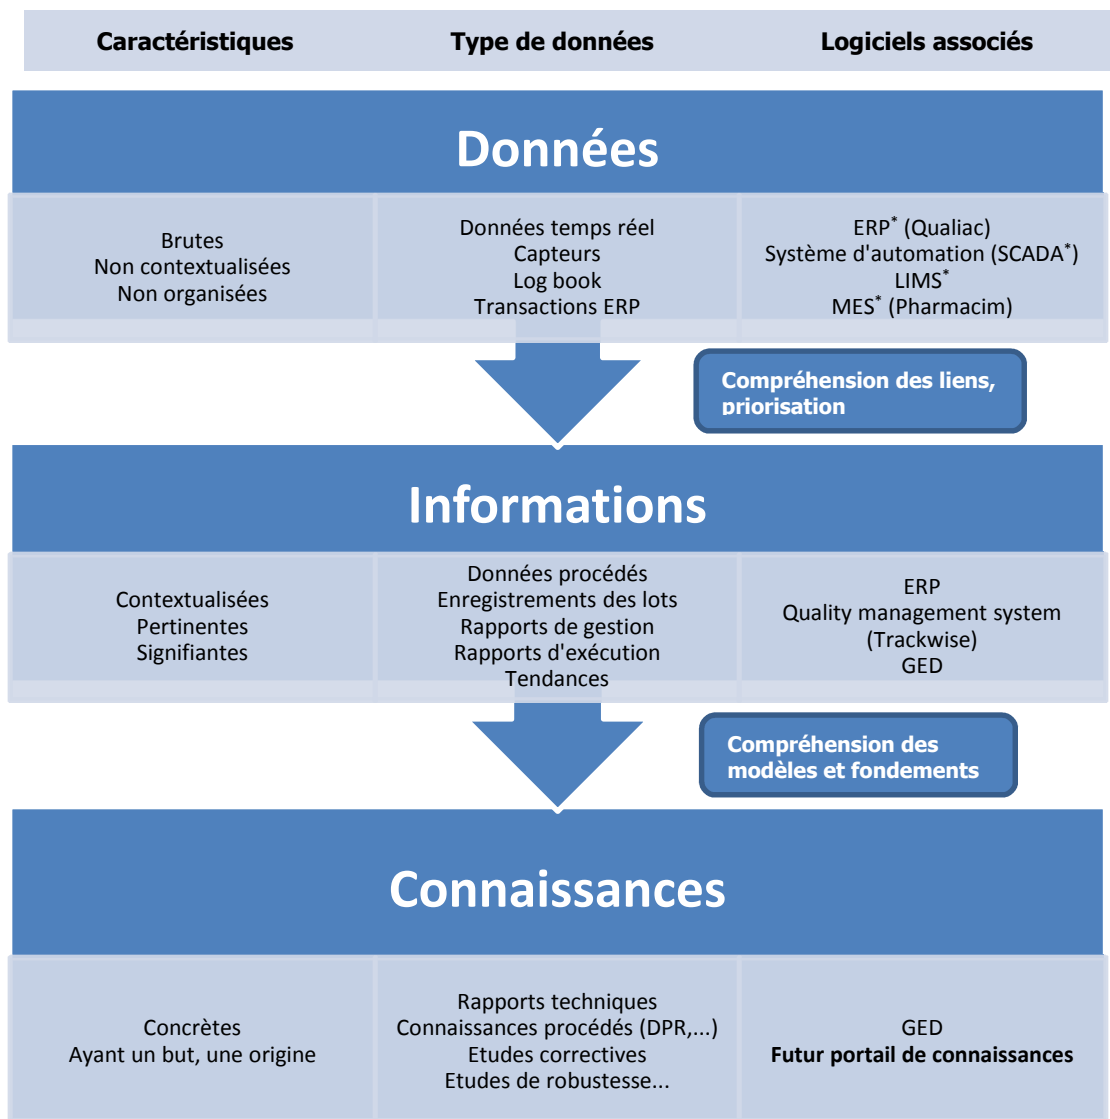 Caractéristiques Type de données Logiciels associés
Données
Brutes
Non contextualisées
Non organisées
Données temps réel
Capteurs
Log book
Transactions ERP
ERP* (Qualiac)
Système d'automation (SCADA*)
LIMS*
MES* (Pharmacim)
Compréhension des liens,
priorisation
Informations
Contextualisées
Pertinentes
Signifiantes
Données procédés
Enregistrements des lots
Rapports de gestion
Rapports d'exécution
Tendances
ERP
Quality management system
(Trackwise)
GED
Compréhension des
modèles et fondements
Connaissances
Concrètes
Ayant un but, une origine
Rapports techniques
Connaissances procédés (DPR,...)
Etudes correctives
Etudes de robustesse...
GED
Futur portail de connaissances